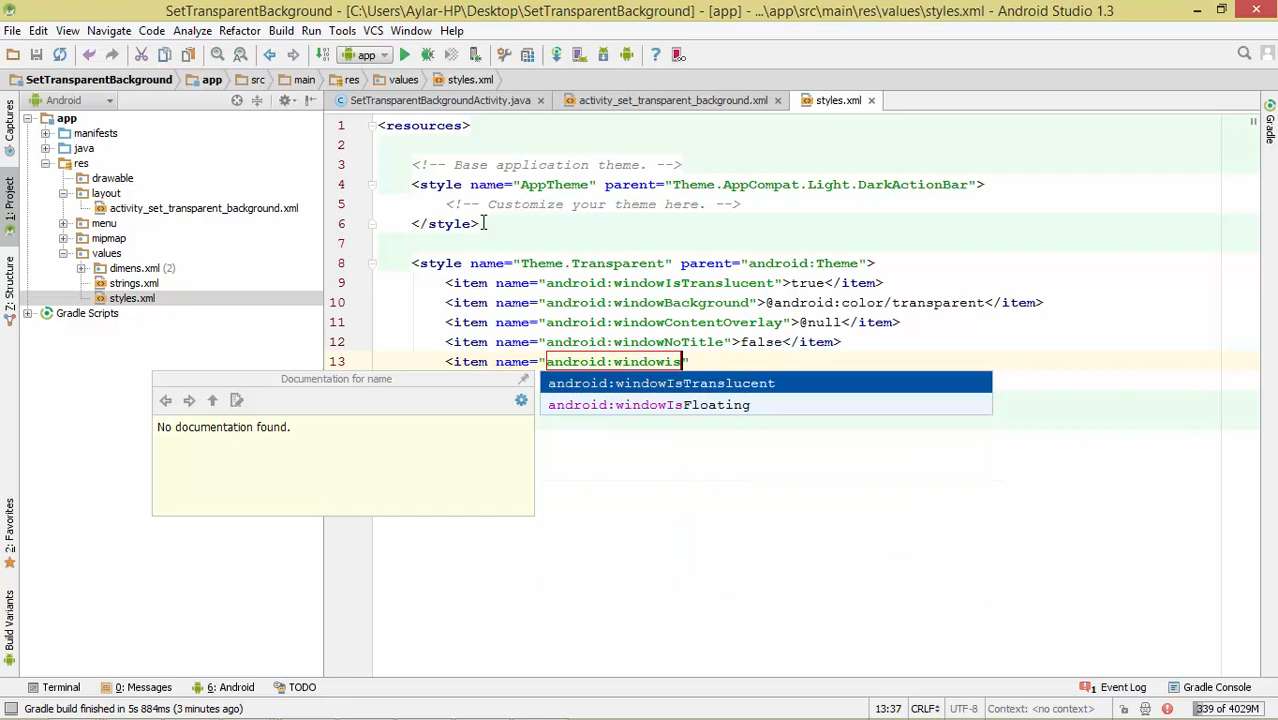 SetTransparentBackground - [C:\Users\Aylar-HP\Desktop\SetTransparentBackground] - [app] - ...\app\src\main\res\values\styles.xml - Android Studio 1.3
File Edit View Navigate Code Analyze Refactor Build Run Tools VCS Window Help
app
SetTransparentBackground app src main res values styles.xml
Android
SetTransparentBackgroundActivity.java activity_set_transparent_background.xml styles.xml
Captures
1: Project
7: Structure
2: Favorites
Build Variants
Gradle
app
manifests
java
res
drawable
layout
activity_set_transparent_background.xml
menu
mipmap
values
dimens.xml (2)
strings.xml
styles.xml
Gradle Scripts
1 <resources>
2
3 <!-- Base application theme. -->
4 <style name="AppTheme" parent="Theme.AppCompat.Light.DarkActionBar">
5 <!-- Customize your theme here. -->
6 </style>
7
8 <style name="Theme.Transparent" parent="android:Theme">
9 <item name="android:windowIsTranslucent">true</item>
10 <item name="android:windowBackground">@android:color/transparent</item>
11 <item name="android:windowContentOverlay">@null</item>
12 <item name="android:windowNoTitle">false</item>
13 <item name="android:windowis"
android:windowIsTranslucent
android:windowIsFloating
Documentation for name
No documentation found.
Terminal 0: Messages 6: Android TODO 1 Event Log Gradle Console
Gradle build finished in 5s 884ms (3 minutes ago) 13:37 CRLF UTF-8 Context: <no context> 339 of 4029M